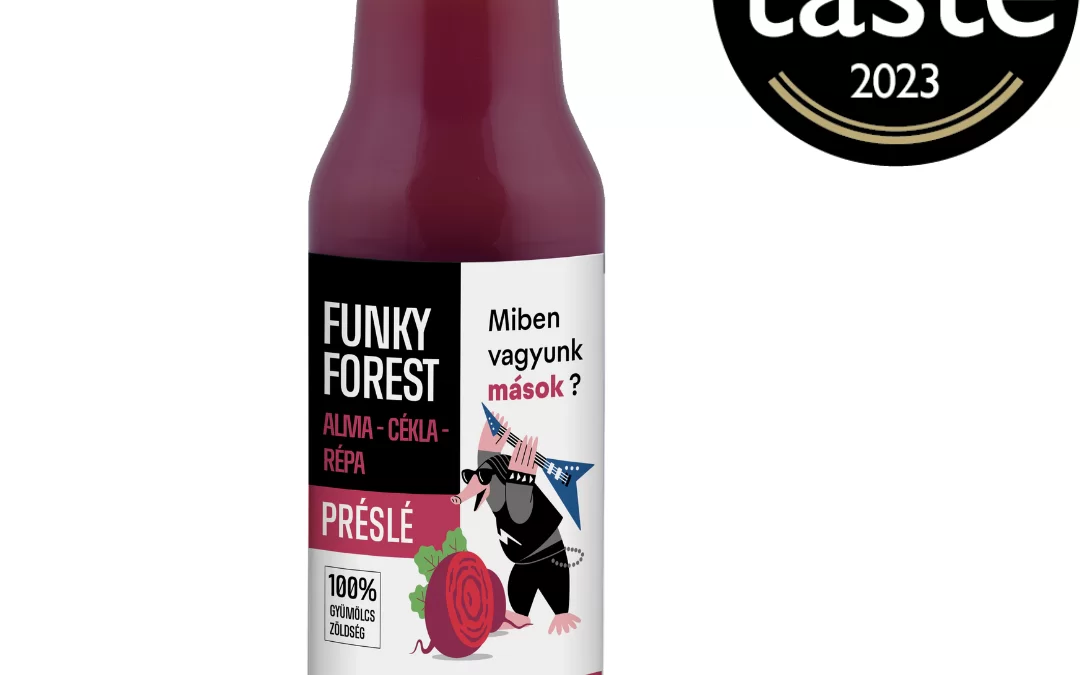 taste
2023
FUNKY
FOREST
ALMA - CÉKLA -
RÉPA
PRÉSLÉ
100%
GYÜMÖLCS
ZÖLDSÉG
Miben
vagyunk
mások ?